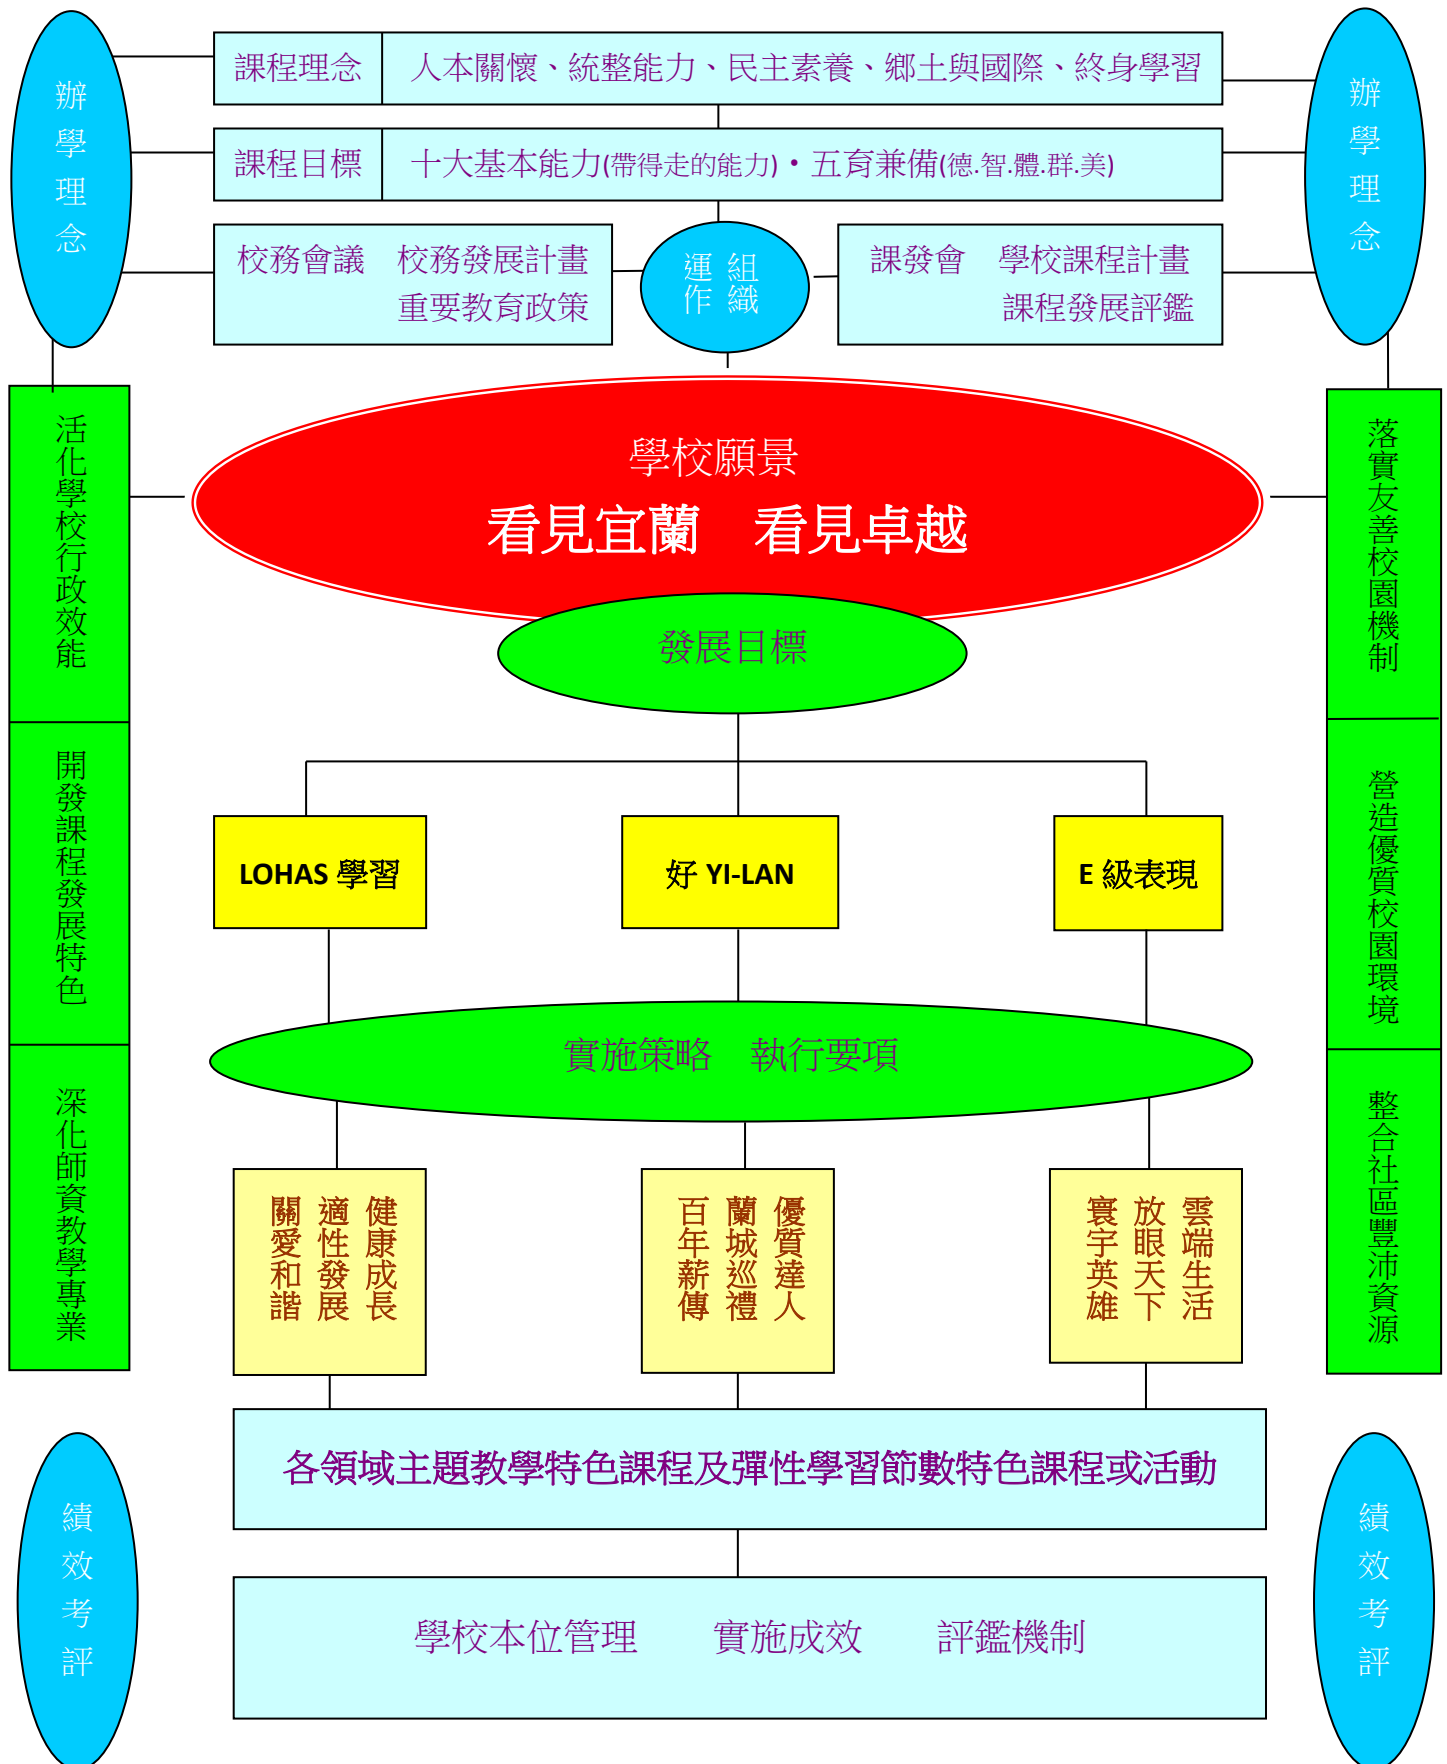 辦學理念
課程理念 人本關懷、統整能力、民主素養、鄉土與國際、終身學習
辦學理念
課程目標 十大基本能力(帶得走的能力)・五育兼備(德.智.體.群.美)
校務會議 校務發展計畫
重要教育政策
組織
運作
課發會 學校課程計畫
課程發展評鑑
學校願景
看見宜蘭 看見卓越
發展目標
活化學校行政效能
開發課程發展特色
深化師資教學專業
落實友善校園機制
營造優質校園環境
整合社區豐沛資源
LOHAS 學習
好 YI-LAN
E 級表現
實施策略 執行要項
健康成長
適性發展
關愛和諧
優質達人
蘭城巡禮
百年薪傳
雲端生活
放眼天下
寰宇英雄
各領域主題教學特色課程及彈性學習節數特色課程或活動
學校本位管理 實施成效 評鑑機制
績效考評
績效考評